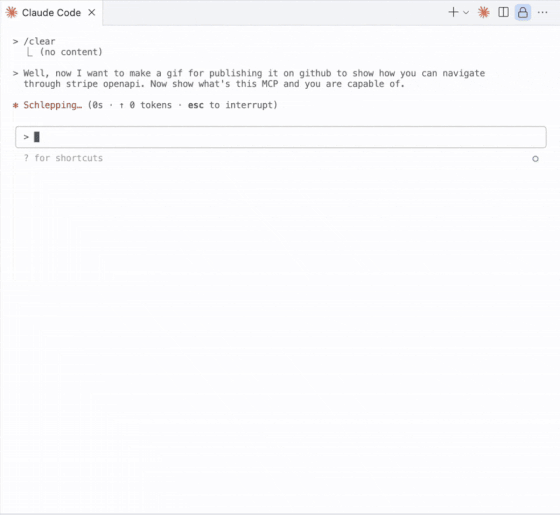 Claude Code
> /clear
(no content)
> Well, now I want to make a gif for publishing it on github to show how you can navigate
through stripe openapi. Now show what's this MCP and you are capable of.
✱ Schlepping… (0s · ↑ 0 tokens · esc to interrupt)
>
? for shortcuts